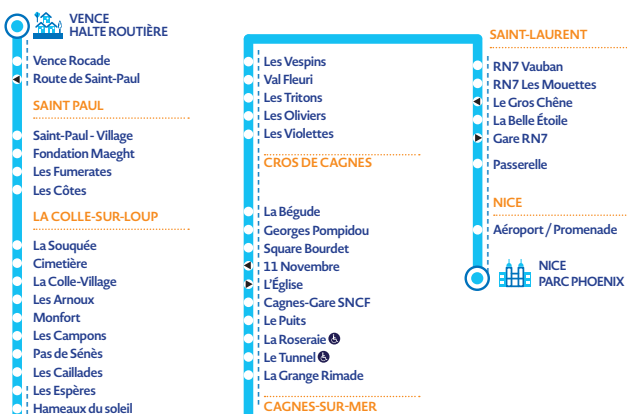 VENCE
HALTE ROUTIÈRE
Vence Rocade
Route de Saint-Paul
SAINT PAUL
Saint-Paul - Village
Fondation Maeght
Les Fumerates
Les Côtes
LA COLLE-SUR-LOUP
La Souquée
Cimetière
La Colle-Village
Les Arnoux
Monfort
Les Campons
Pas de Sénès
Les Caillades
Les Espères
Hameaux du soleil
Les Vespins
Val Fleuri
Les Tritons
Les Oliviers
Les Violettes
CROS DE CAGNES
La Bégude
Georges Pompidou
Square Bourdet
11 Novembre
L'Église
Cagnes-Gare SNCF
Le Puits
La Roseraie
Le Tunnel
La Grange Rimade
CAGNES-SUR-MER
SAINT-LAURENT
RN7 Vauban
RN7 Les Mouettes
Le Gros Chêne
La Belle Étoile
Gare RN7
Passerelle
NICE
Aéroport / Promenade
NICE
PARC PHOENIX